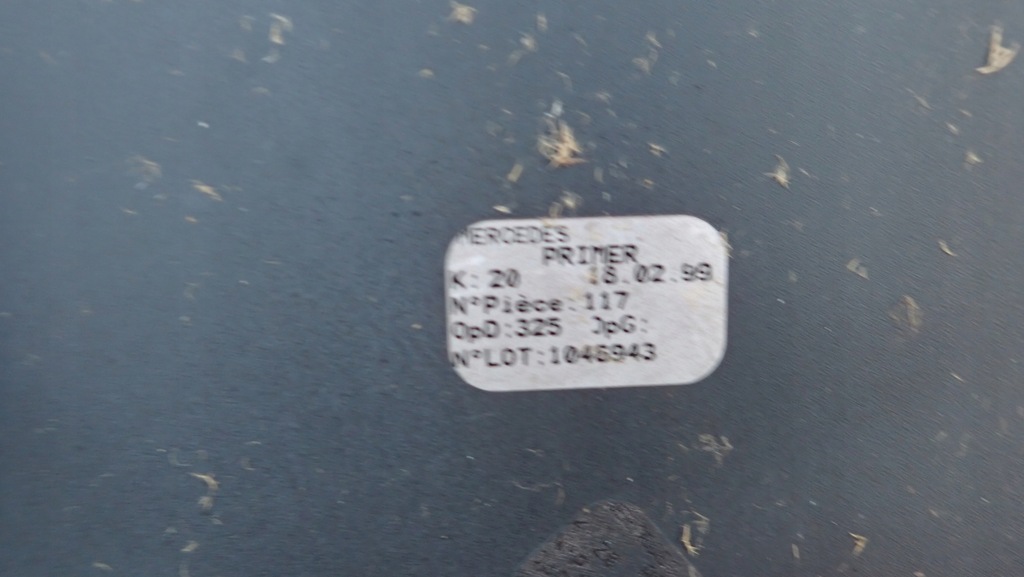 MERCEDES
PRIMER
K: 20 18.02.99
N°Pièce:117
OpD:325 OpG:
N°LOT:1046943